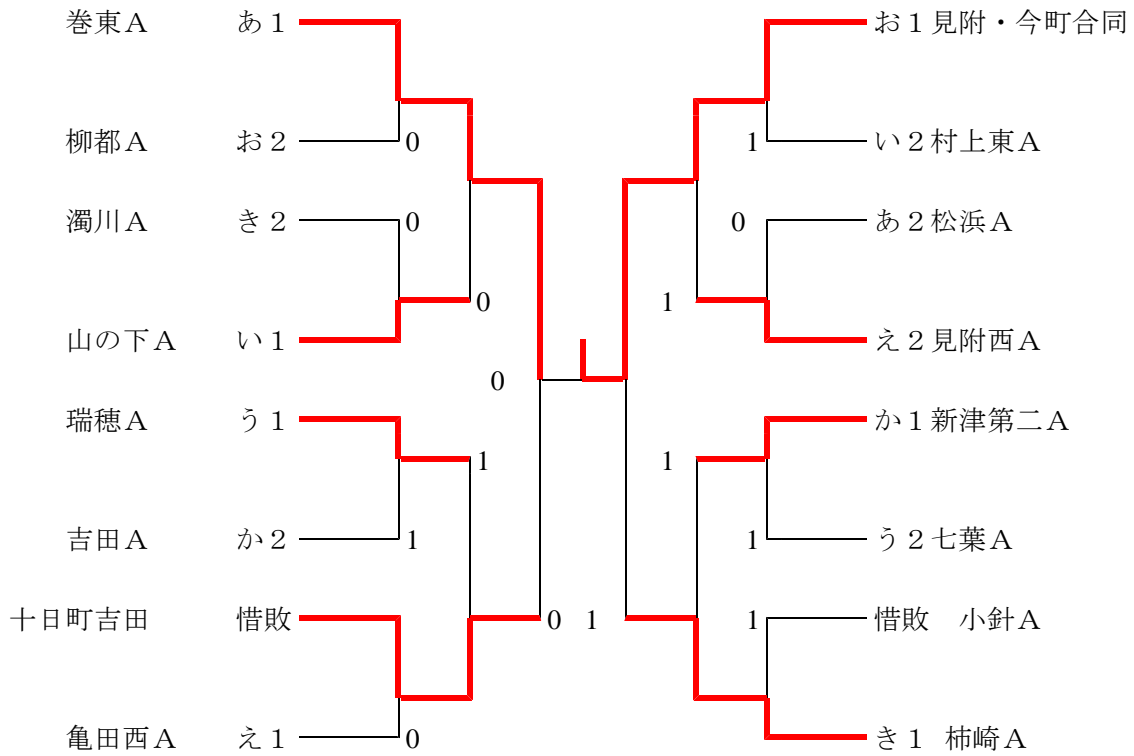 巻東A あ1
お1見附・今町合同
柳都A お2
0
1
い2村上東A
濁川A き2
0
0
あ2松浜A
0
1
山の下A い1
え2見附西A
0
瑞穂A う1
か1新津第二A
1
1
吉田A か2
1
1
う2七葉A
十日町吉田 惜敗
0 1
1
惜敗 小針A
亀田西A え1
0
き1 柿崎A